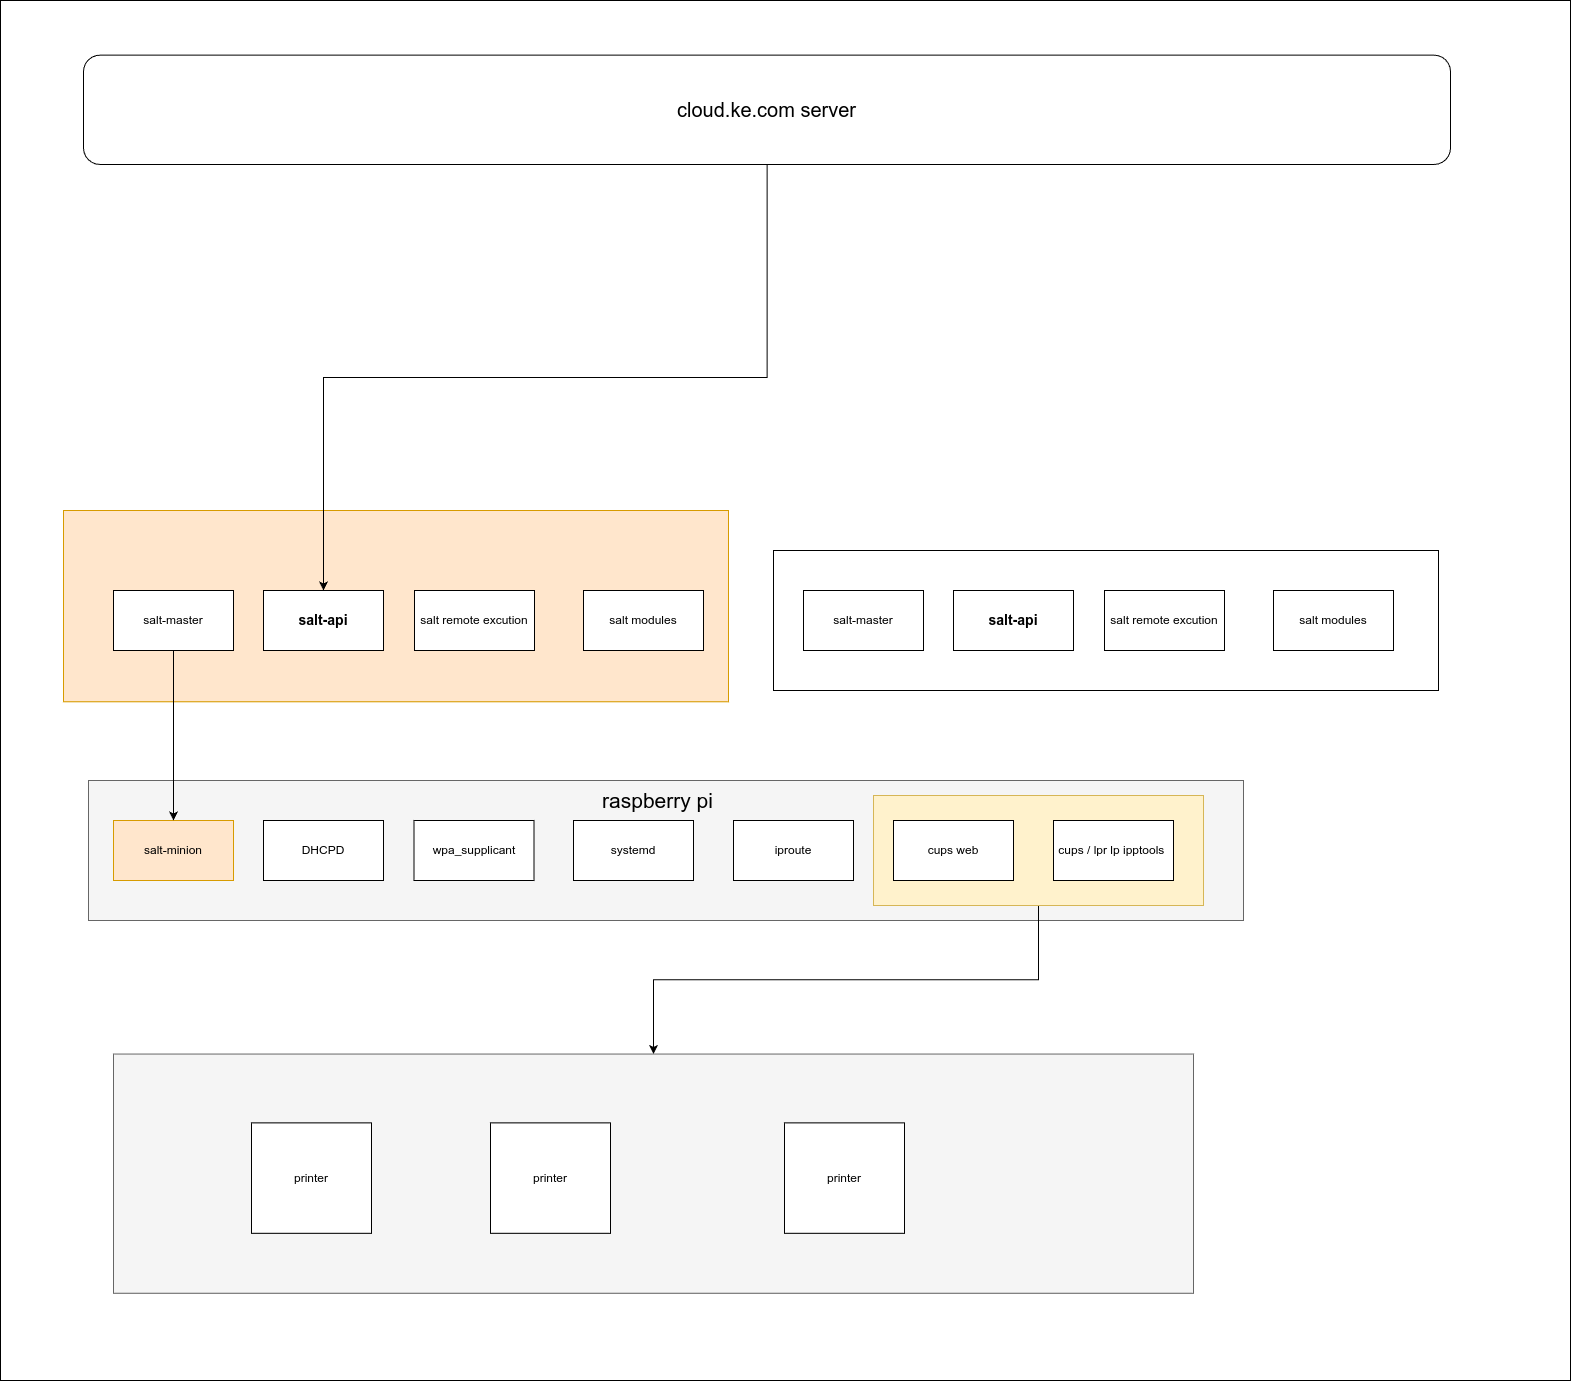 cloud.ke.com server
salt-master
salt-api
salt remote excution
salt modules
salt-master
salt-api
salt remote excution
salt modules
raspberry pi
salt-minion
DHCPD
wpa_supplicant
systemd
iproute
cups web
cups / lpr lp ipptools
printer
printer
printer